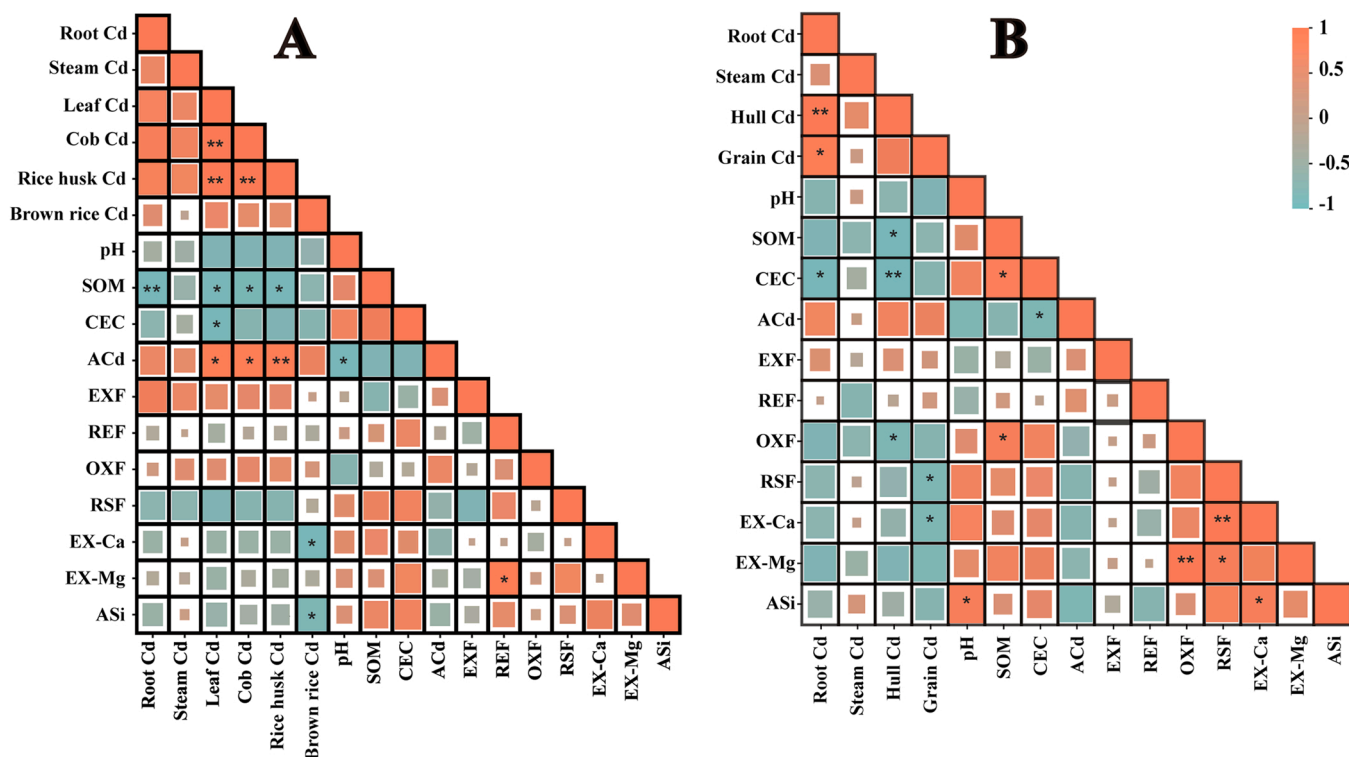 A
Root Cd
Steam Cd
Leaf Cd
Cob Cd
**
Rice husk Cd
** **
Brown rice Cd
pH
SOM
** * * *
CEC
*
ACd
* * ** *
EXF
REF
OXF
RSF
EX-Ca
*
EX-Mg
*
ASi
*
Root Cd
Steam Cd
Leaf Cd
Cob Cd
Rice husk Cd
Brown rice Cd
pH
SOM
CEC
ACd
EXF
REF
OXF
RSF
EX-Ca
EX-Mg
ASi
B
Root Cd
Steam Cd
Hull Cd
**
Grain Cd
*
pH
SOM
*
CEC
* ** *
ACd
*
EXF
REF
OXF
* *
RSF
*
EX-Ca
* **
EX-Mg
** *
ASi
* *
Root Cd
Steam Cd
Hull Cd
Grain Cd
pH
SOM
CEC
ACd
EXF
REF
OXF
RSF
EX-Ca
EX-Mg
ASi
1
0.5
0
-0.5
-1